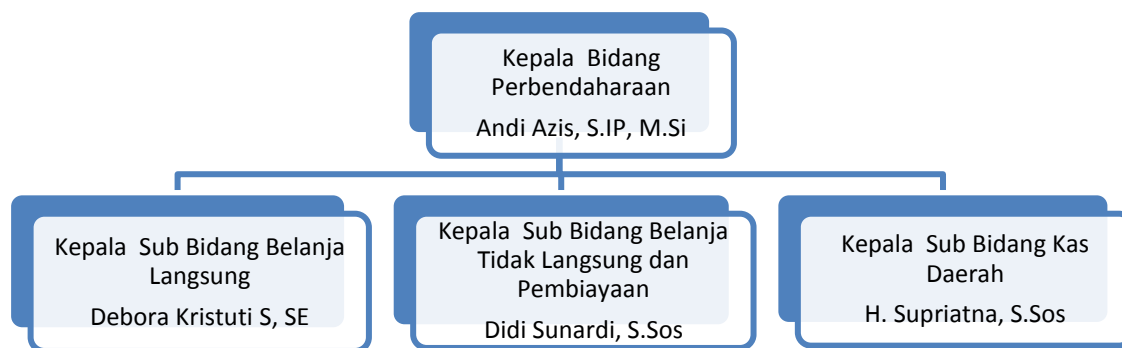 Kepala  Bidang
Perbendaharaan
Andi Azis, S.IP, M.Si
Kepala  Sub Bidang Belanja
Langsung
Debora Kristuti S, SE
Kepala  Sub Bidang Belanja
Tidak Langsung dan
Pembiayaan
Didi Sunardi, S.Sos
Kepala  Sub Bidang Kas
Daerah
H. Supriatna, S.Sos